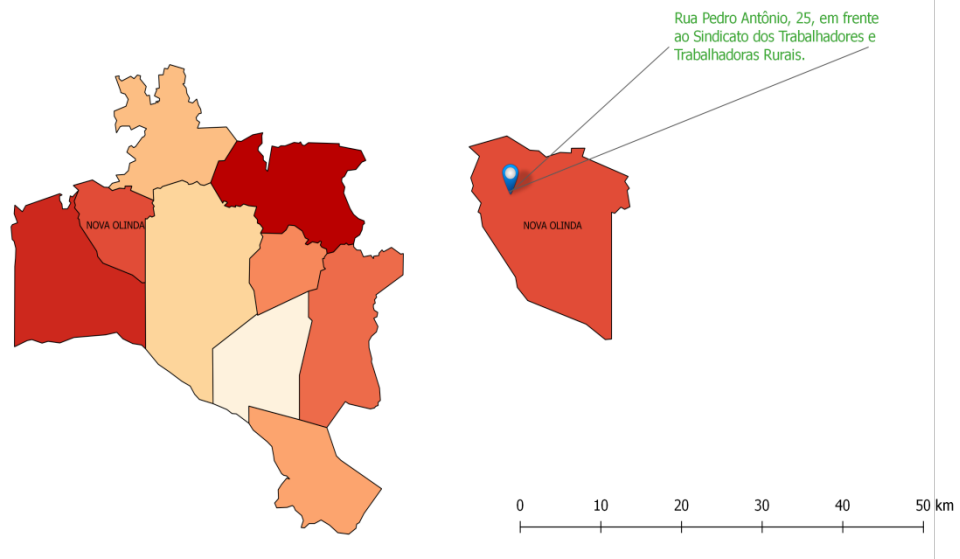 Rua Pedro Antônio, 25, em frente
ao Sindicato dos Trabalhadores e
Trabalhadoras Rurais.
NOVA OLINDA
NOVA OLINDA
0 10 20 30 40 50 km